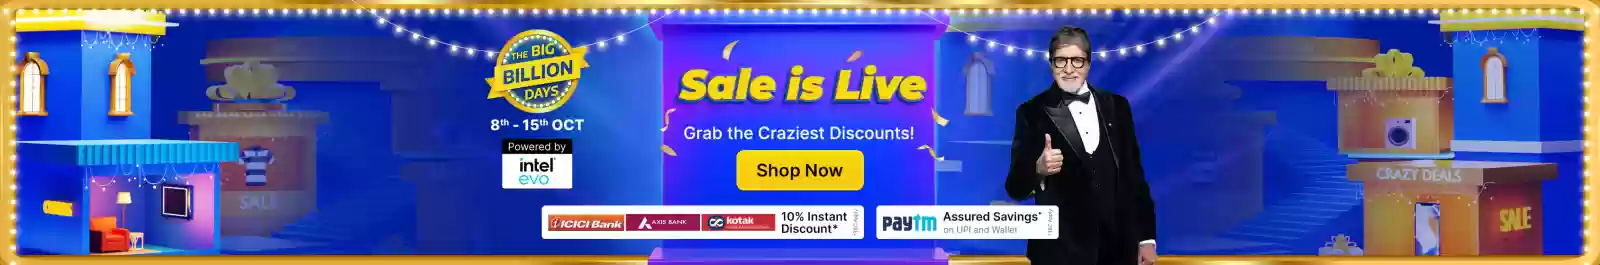 THE BIG
BILLION
DAYS
8th - 15th OCT
Powered by
intel
evo
Sale is Live
Grab the Craziest Discounts!
Shop Now
ICICI Bank
AXIS BANK
kotak
10% Instant
Discount*
paytm
Assured Savings*
on UPI and Wallet
SALE
CRAZY DEALS
SALE